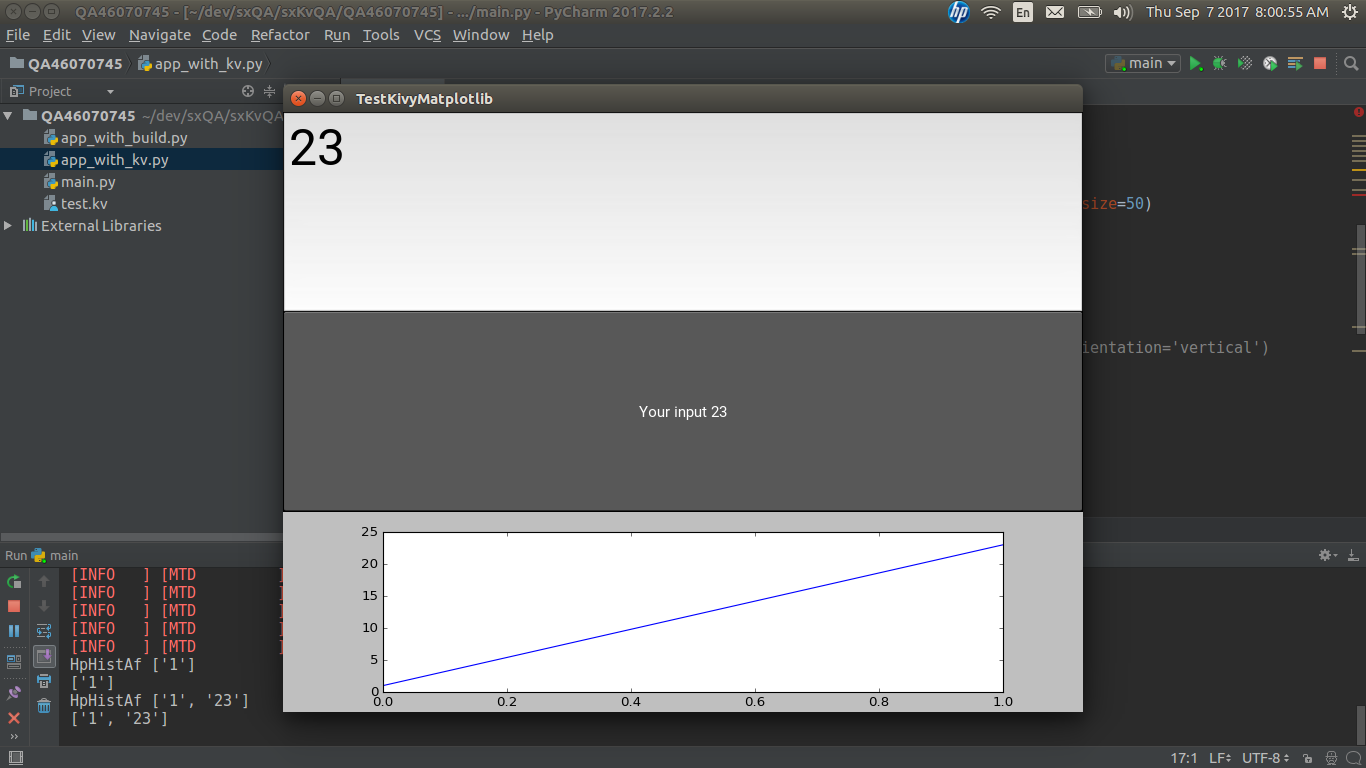 QA46070745 - [~/dev/sxQA/sxKvQA/QA46070745] - .../main.py - PyCharm 2017.2.2
hp En Thu Sep 7 2017 8:00:55 AM
File Edit View Navigate Code Refactor Run Tools VCS Window Help
QA46070745 app_with_kv.py main
Project
QA46070745 ~/dev/sxQA/sxKvQA
app_with_build.py
app_with_kv.py
main.py
test.kv
External Libraries
size=50)
ientation='vertical')
TestKivyMatplotlib
23
Your input 23
25
20
15
10
5
0
0.0 0.2 0.4 0.6 0.8 1.0
Run main
[INFO ] [MTD ]
[INFO ] [MTD ]
[INFO ] [MTD ]
[INFO ] [MTD ]
[INFO ] [MTD ]
HpHistAf ['1']
['1']
HpHistAf ['1', '23']
['1', '23']
17:1 LF UTF-8